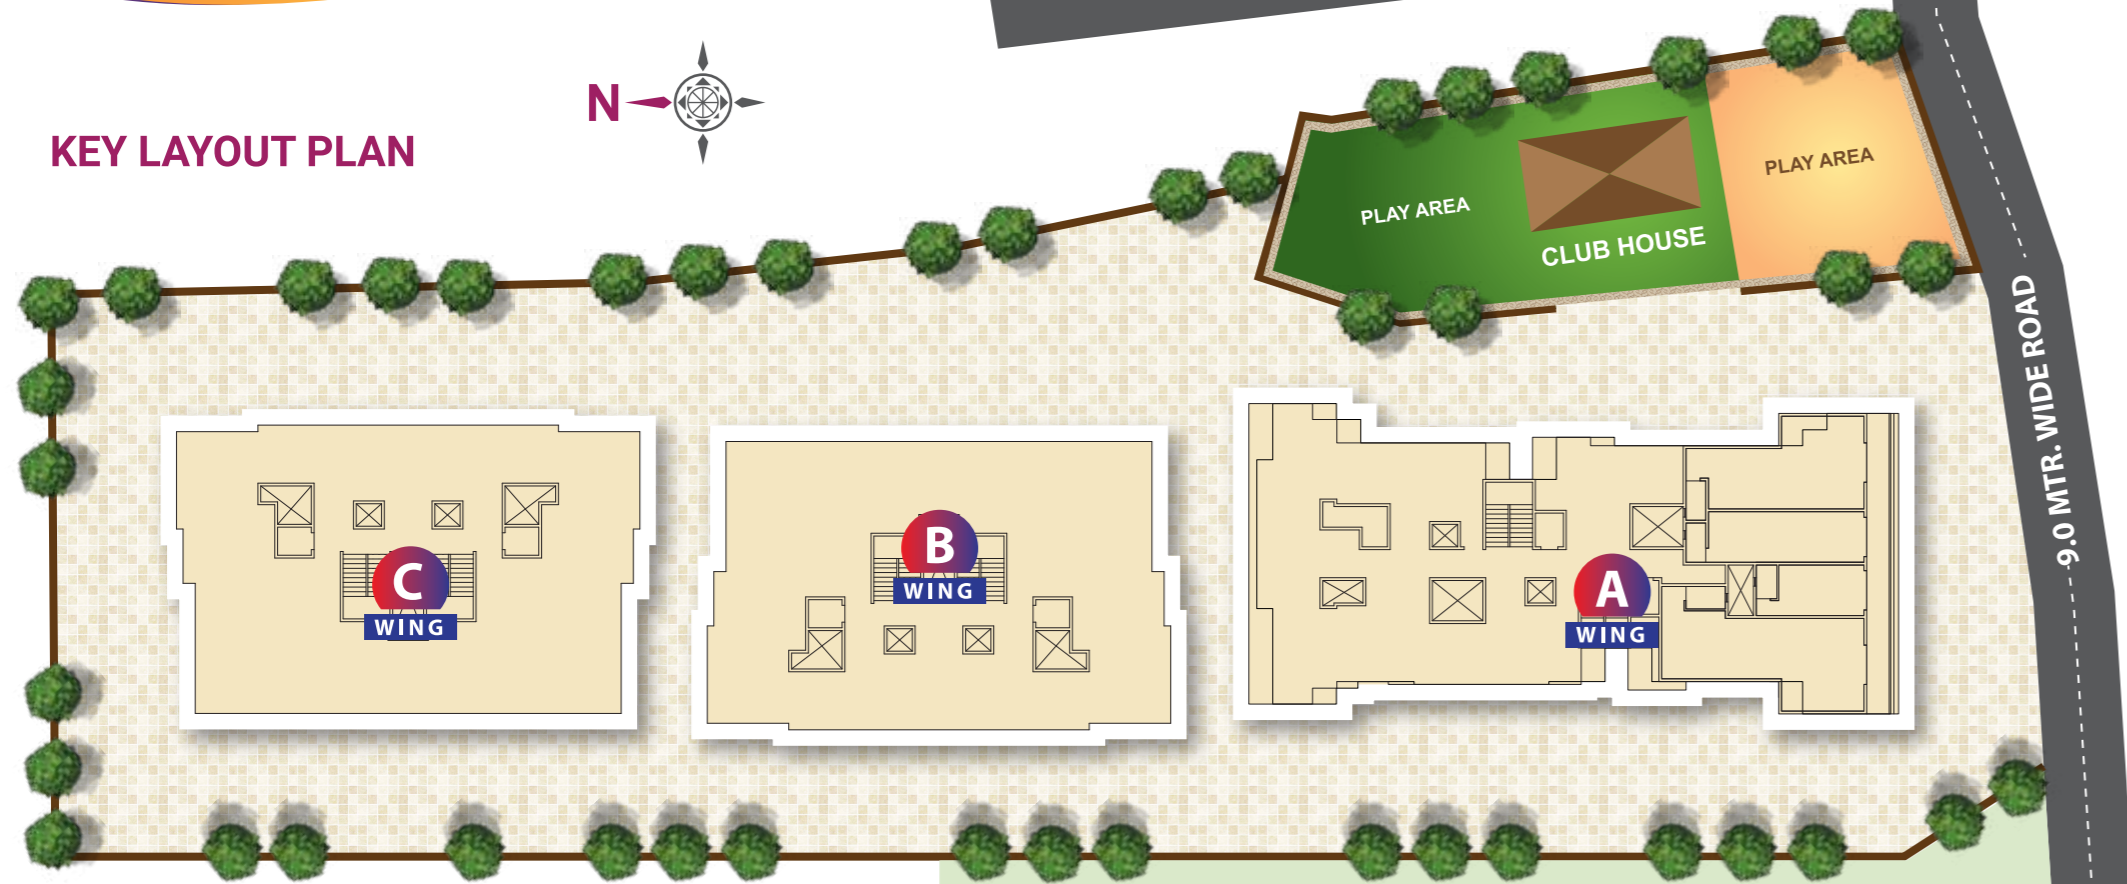 N
KEY LAYOUT PLAN
PLAY AREA
PLAY AREA
CLUB HOUSE
9.0 MTR. WIDE ROAD
C
WING
B
WING
A
WING